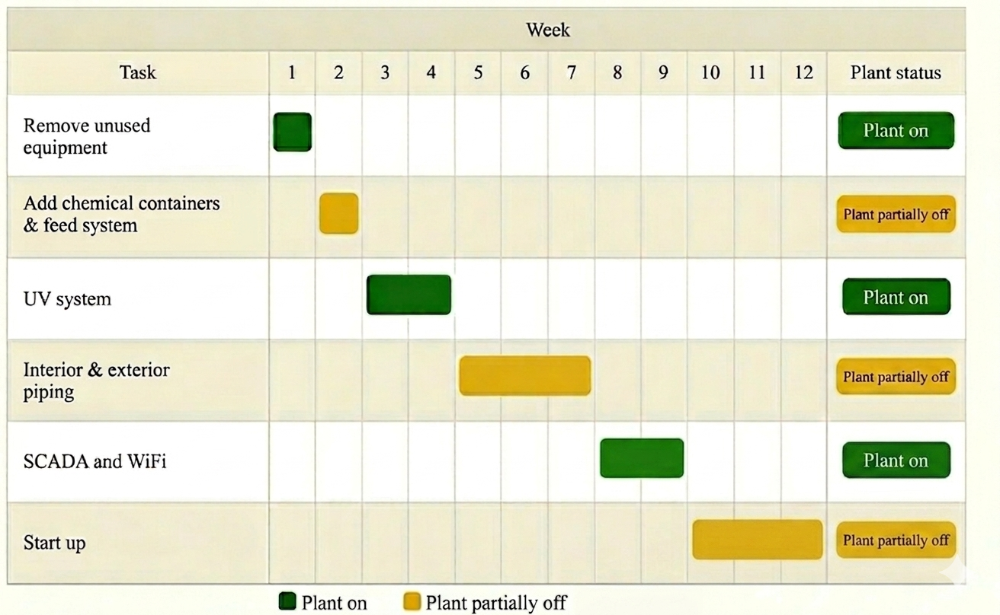 Week
Task 1 2 3 4 5 6 7 8 9 10 11 12 Plant status
Remove unused
equipment
Plant on
Add chemical containers
& feed system
Plant partially off
UV system
Plant on
Interior & exterior
piping
Plant partially off
SCADA and WiFi
Plant on
Start up
Plant partially off
Plant on
Plant partially off